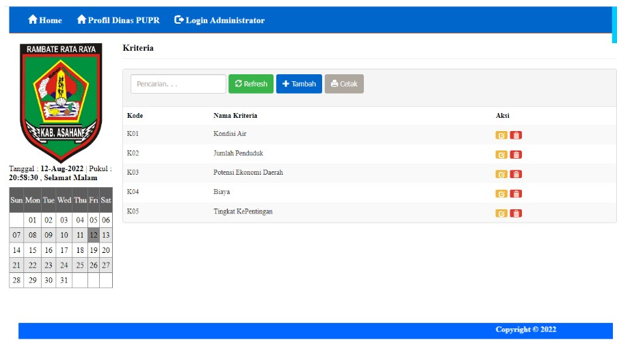 Home Profil Dinas PUPR Login Administrator
RAMBATE RATA RAYA
KAB. ASAHAN
Tanggal : 12-Aug-2022 | Pukul :
20:58:30 , Selamat Malam
Sun Mon Tue Wed Thu Fri Sat
01 02 03 04 05 06
07 08 09 10 11 12 13
14 15 16 17 18 19 20
21 22 23 24 25 26 27
28 29 30 31
Kriteria
Pencarian. . . Refresh Tambah Cetak
Kode Nama Kriteria Aksi
K01 Kondisi Air
K02 Jumlah Penduduk
K03 Potensi Ekonomi Daerah
K04 Biaya
K05 Tingkat KePentingan
Copyright © 2022